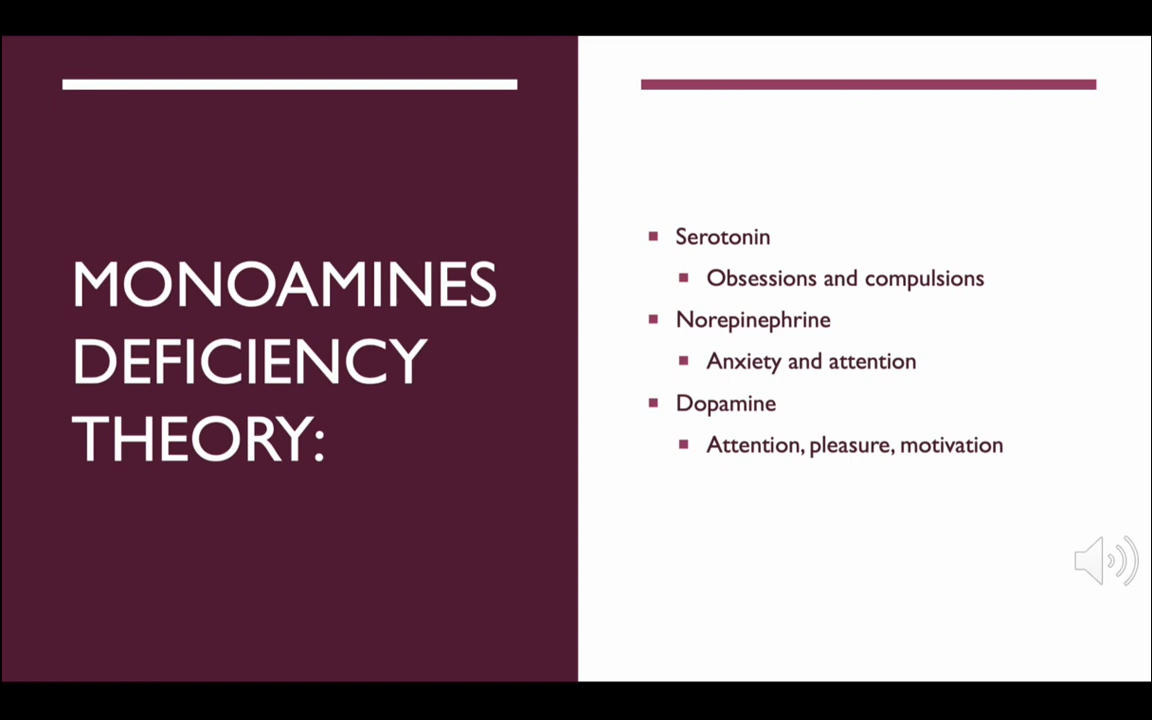 MONOAMINES
DEFICIENCY
THEORY:
Serotonin
Obsessions and compulsions
Norepinephrine
Anxiety and attention
Dopamine
Attention, pleasure, motivation